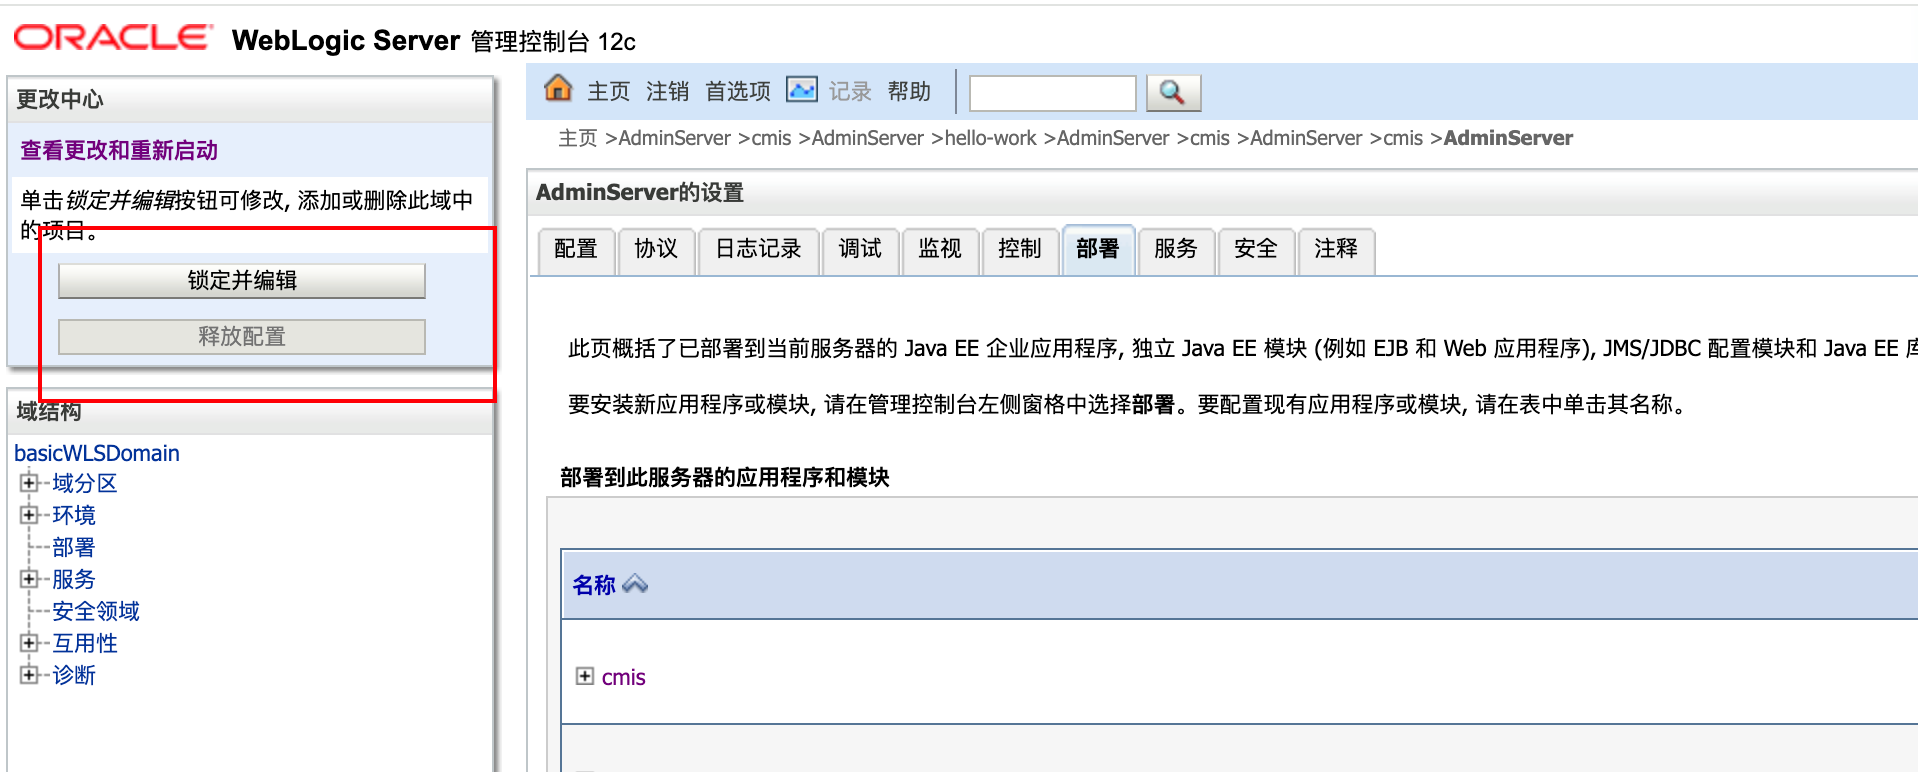 ORACLE WebLogic Server 管理控制台 12c
更改中心
查看更改和重新启动
单击锁定并编辑按钮可修改, 添加或删除此域中
的项目。
锁定并编辑
释放配置
域结构
basicWLSDomain
域分区
环境
部署
服务
安全领域
互用性
诊断
主页 注销 首选项 记录 帮助
主页 >AdminServer >cmis >AdminServer >hello-work >AdminServer >cmis >AdminServer >cmis >AdminServer
AdminServer的设置
配置 协议 日志记录 调试 监视 控制 部署 服务 安全 注释
此页概括了已部署到当前服务器的 Java EE 企业应用程序, 独立 Java EE 模块 (例如 EJB 和 Web 应用程序), JMS/JDBC 配置模块和 Java EE 库
要安装新应用程序或模块, 请在管理控制台左侧窗格中选择部署。要配置现有应用程序或模块, 请在表中单击其名称。
部署到此服务器的应用程序和模块
名称
cmis